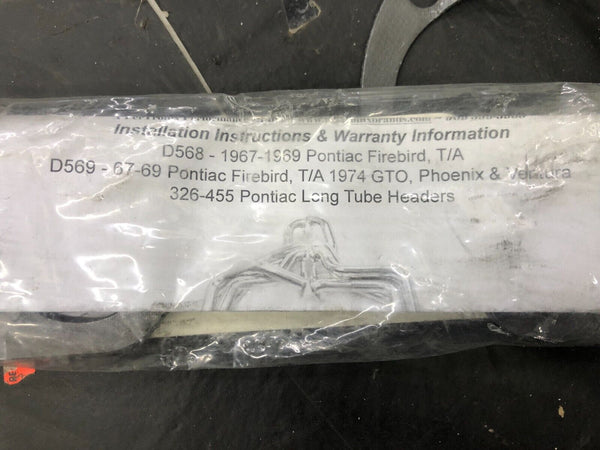 Installation Instructions & Warranty Information
D568 - 1967-1969 Pontiac Firebird, T/A
D569 - 67-69 Pontiac Firebird, T/A 1974 GTO, Phoenix & Ventura
326-455 Pontiac Long Tube Headers